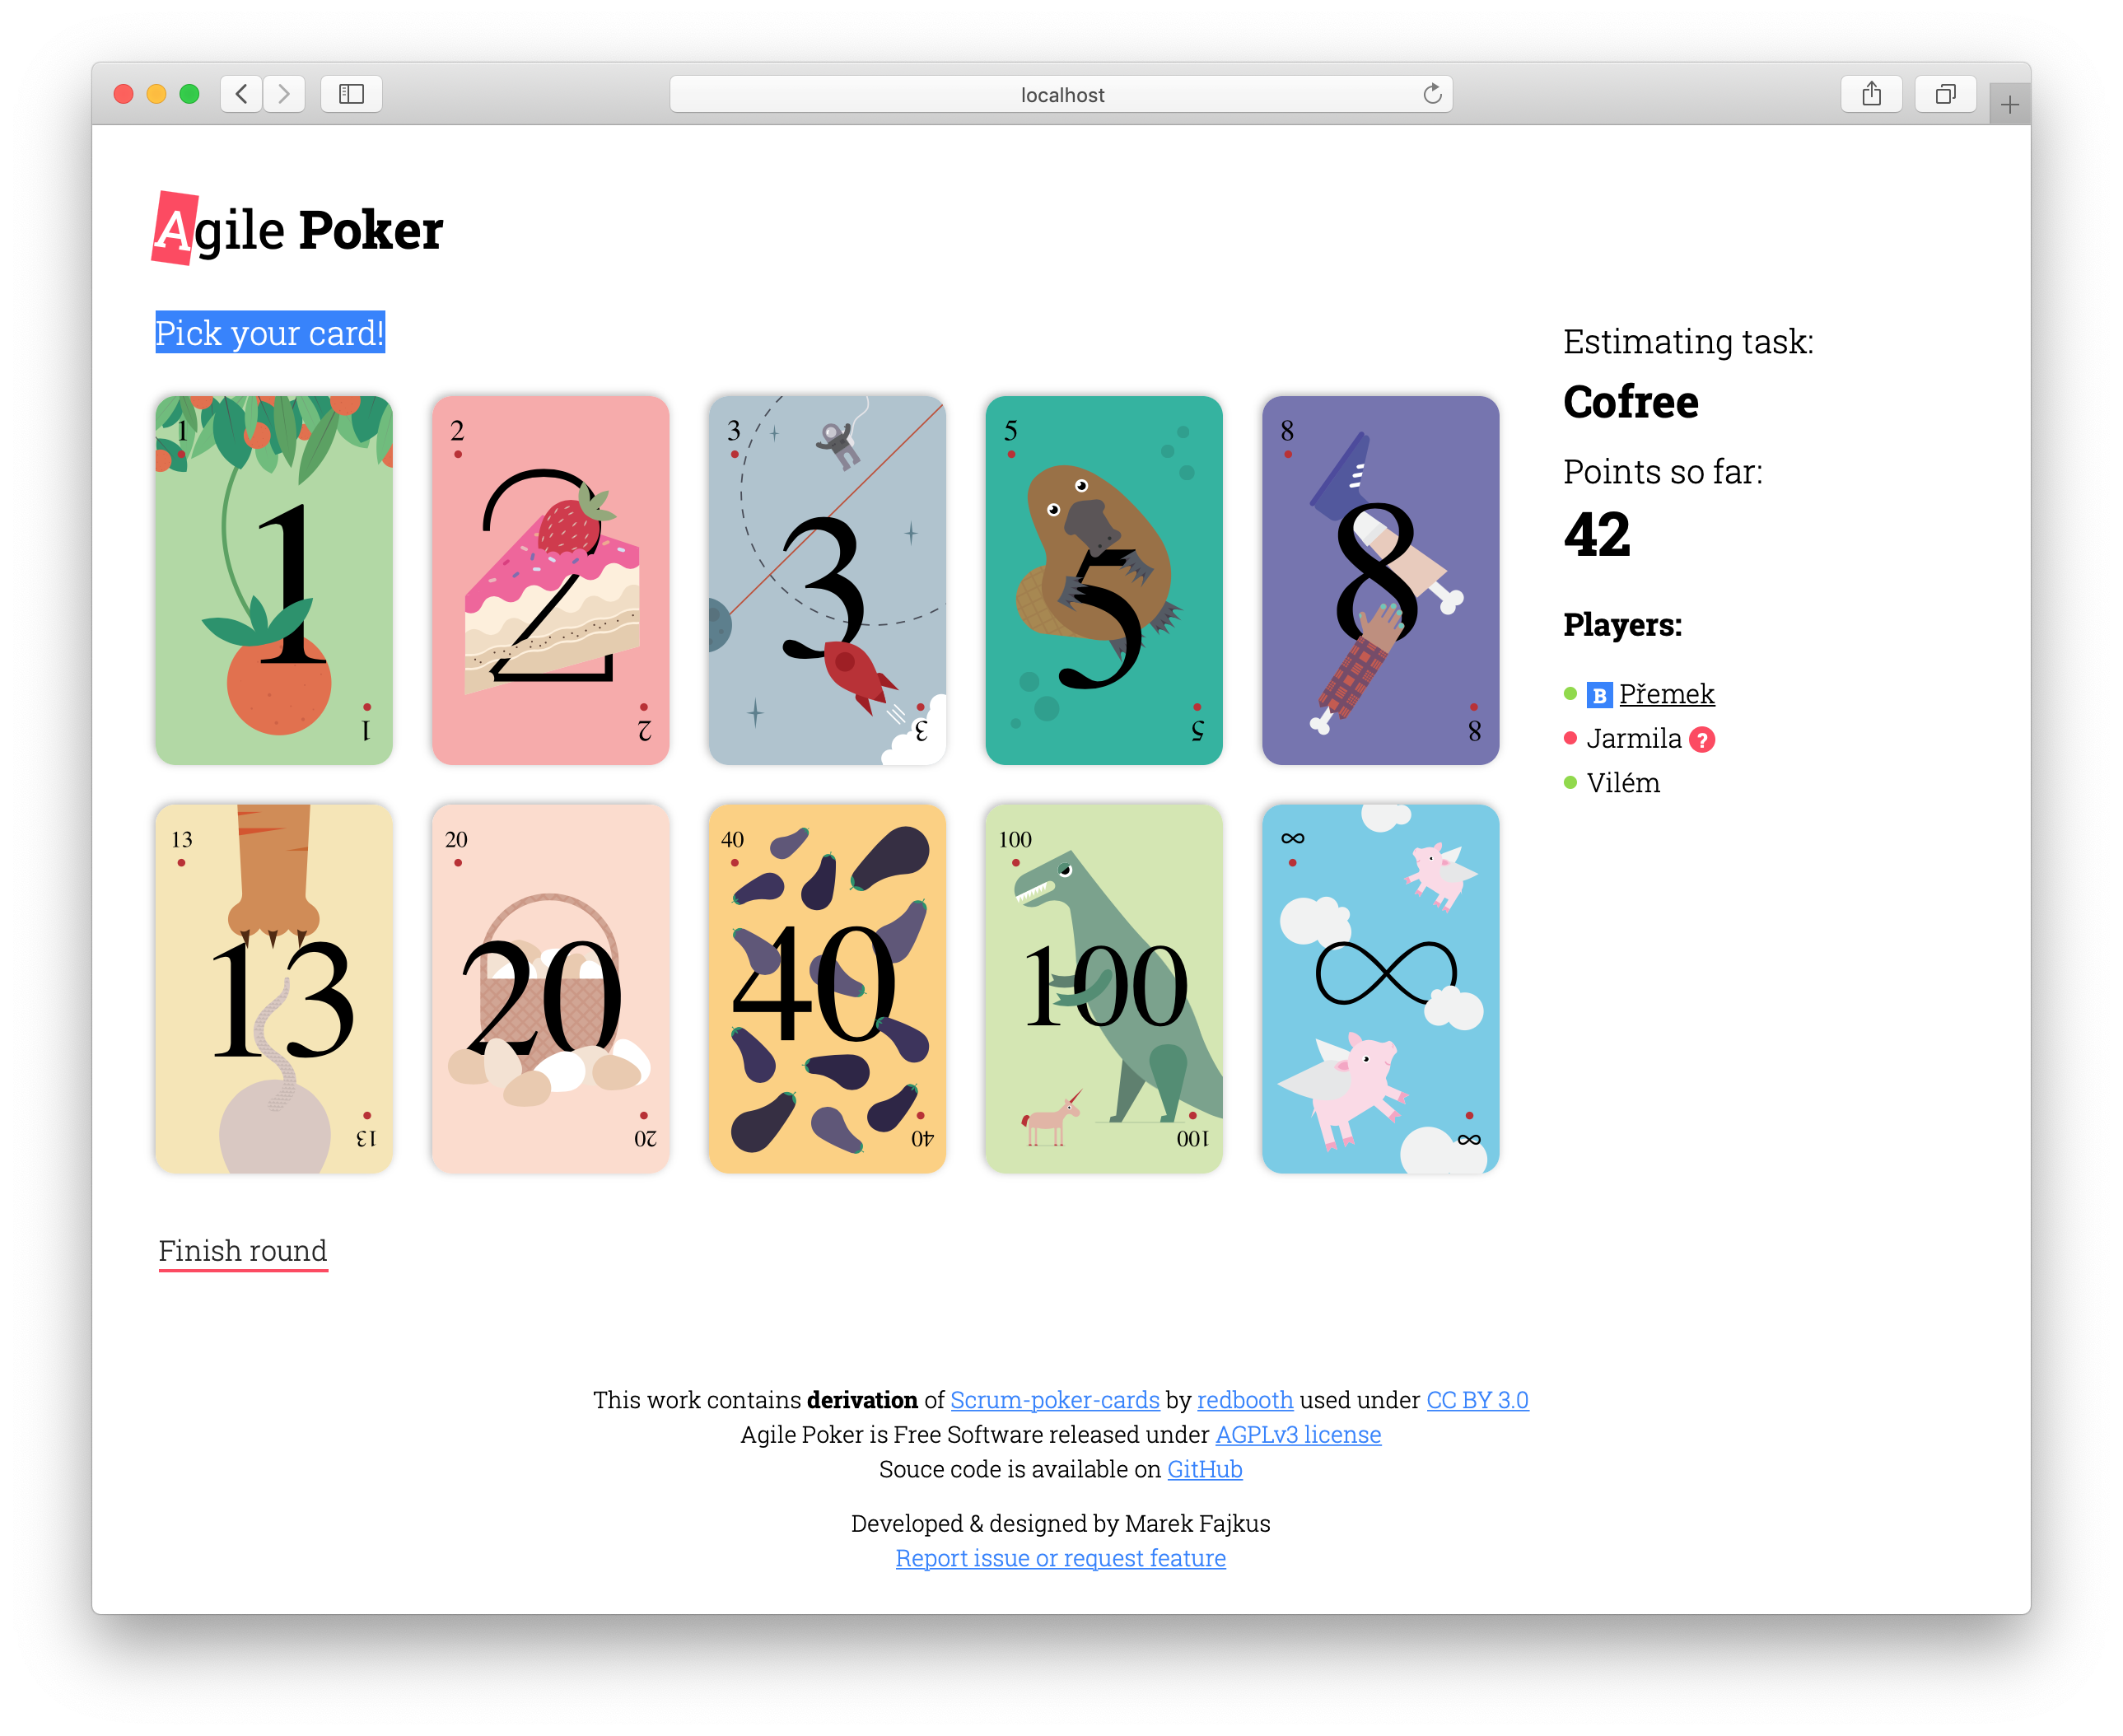 localhost
Agile Poker
Pick your card!
1
1
1
2
2
2
3
3
3
5
5
5
8
8
8
13
13
13
20
20
20
40
40
40
100
100
100
∞
∞
∞
Finish round
Estimating task:
Cofree
Points so far:
42
Players:
B Přemek
Jarmila ?
Vilém
This work contains derivation of Scrum-poker-cards by redbooth used under CC BY 3.0
Agile Poker is Free Software released under AGPLv3 license
Souce code is available on GitHub
Developed & designed by Marek Fajkus
Report issue or request feature